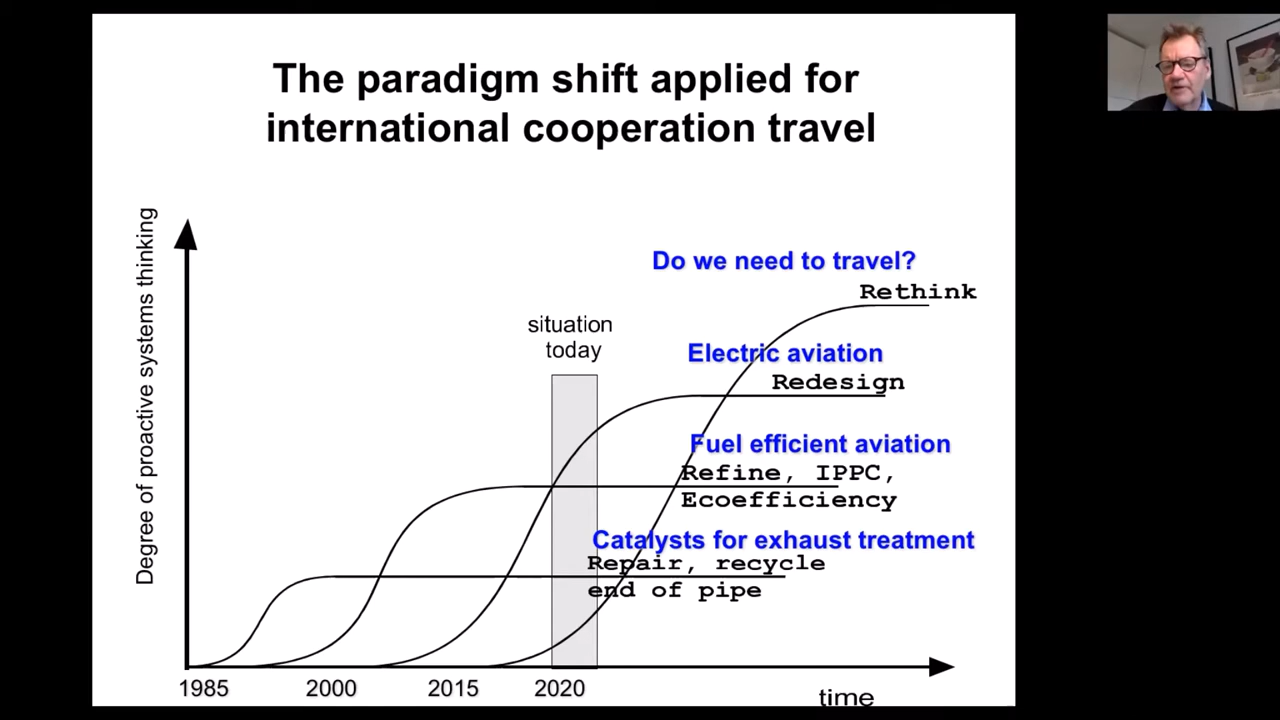 The paradigm shift applied for
international cooperation travel
Degree of proactive systems thinking
Do we need to travel?
Rethink
situation
today
Electric aviation
Redesign
Fuel efficient aviation
Refine, IPPC,
Ecoefficiency
Catalysts for exhaust treatment
Repair, recycle
end of pipe
1985 2000 2015 2020
time